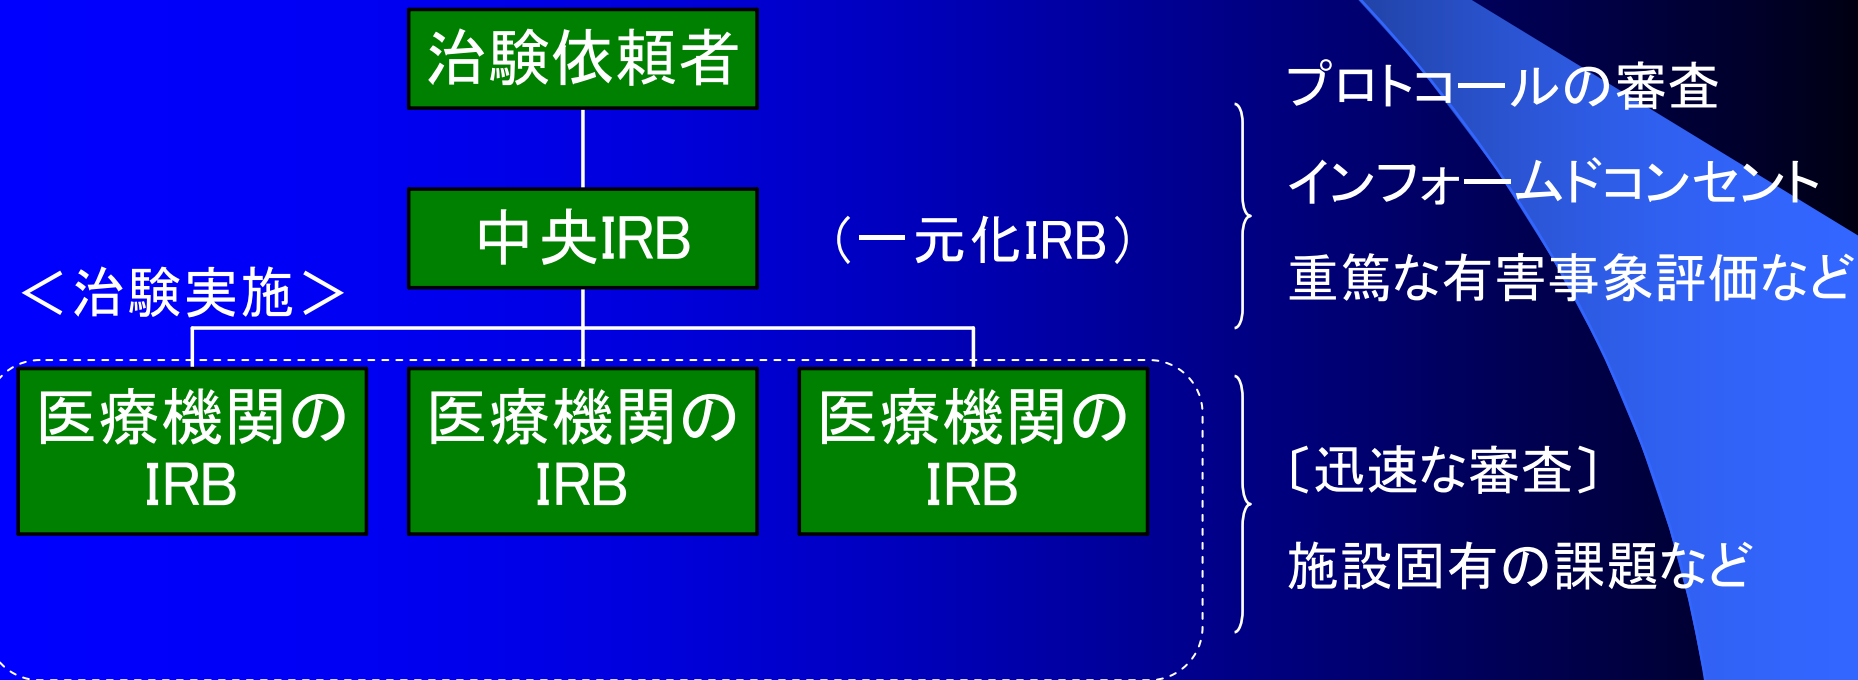 治験依頼者
中央IRB
（一元化IRB）
＜治験実施＞
医療機関の
IRB
医療機関の
IRB
医療機関の
IRB
プロトコールの審査
インフォームドコンセント
重篤な有害事象評価など
〔迅速な審査〕
施設固有の課題など